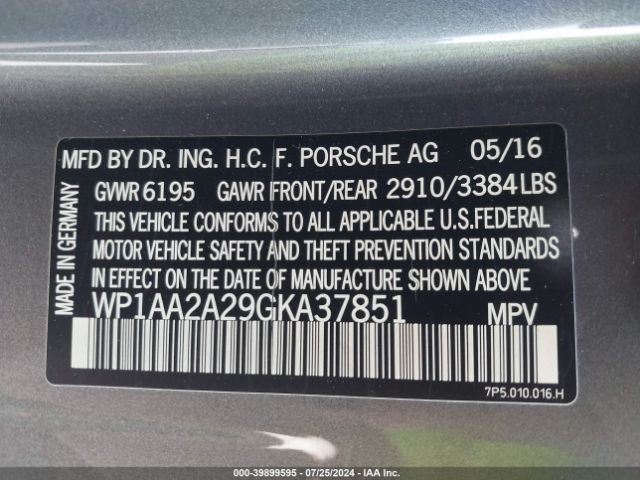 MFD BY DR. ING. H.C. F. PORSCHE AG 05/16
GVWR 6195 GAWR FRONT/REAR 2910/3384 LBS
THIS VEHICLE CONFORMS TO ALL APPLICABLE U.S.FEDERAL
MOTOR VEHICLE SAFETY AND THEFT PREVENTION STANDARDS
IN EFFECT ON THE DATE OF MANUFACTURE SHOWN ABOVE.
WP1AA2A29GKA37851 MPV
MADE IN GERMANY
7P5.010.016.H
000-39899595 - 07/25/2024 - IAA Inc.